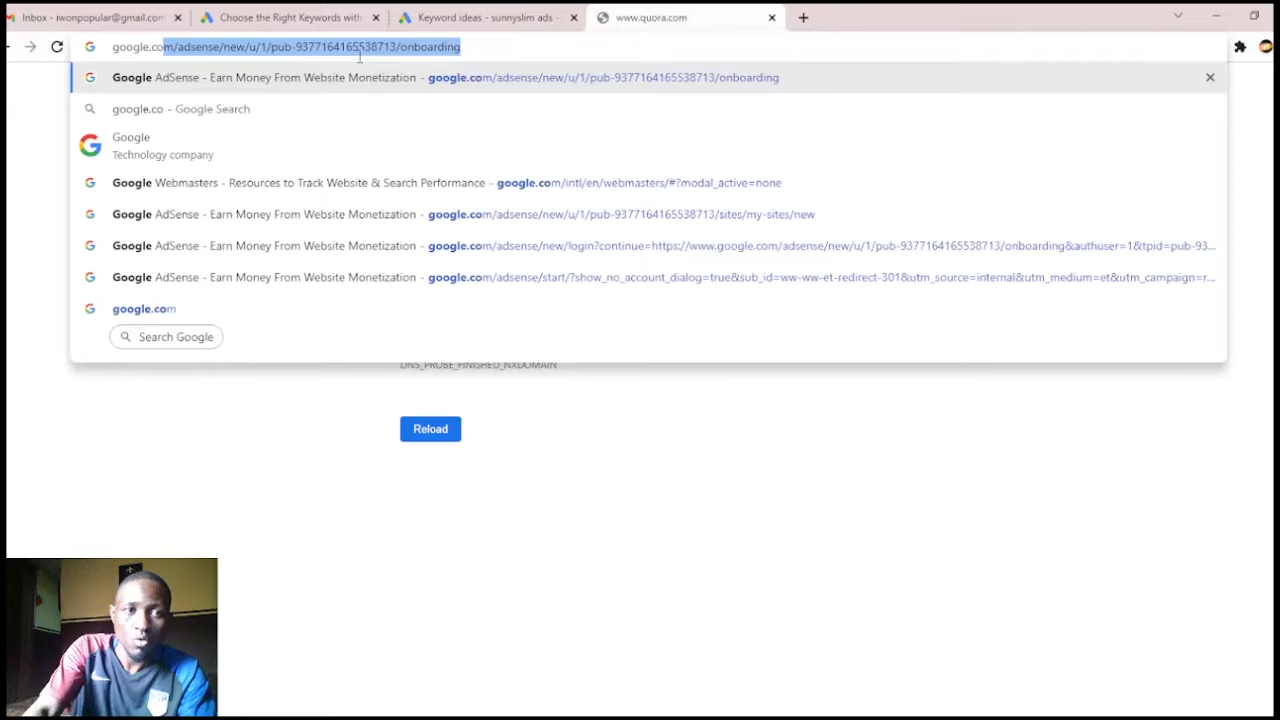 Inbox - iwonpopular@gmail.com
Choose the Right Keywords with
Keyword ideas - sunnyslim ads -
www.quora.com
google.com/adsense/new/u/1/pub-9377164165538713/onboarding
Google AdSense - Earn Money From Website Monetization - google.com/adsense/new/u/1/pub-9377164165538713/onboarding
google.co - Google Search
Google
Technology company
Google Webmasters - Resources to Track Website & Search Performance - google.com/intl/en/webmasters/#?modal_active=none
Google AdSense - Earn Money From Website Monetization - google.com/adsense/new/u/1/pub-9377164165538713/sites/my-sites/new
Google AdSense - Earn Money From Website Monetization - google.com/adsense/new/login?continue=https://www.google.com/adsense/new/u/1/pub-9377164165538713/onboarding&authuser=1&tpid=pub-93...
Google AdSense - Earn Money From Website Monetization - google.com/adsense/start/?show_no_account_dialog=true&sub_id=ww-ww-et-redirect-301&utm_source=internal&utm_medium=et&utm_campaign=r...
google.com
Search Google
DNS_PROBE_FINISHED_NXDOMAIN
Reload